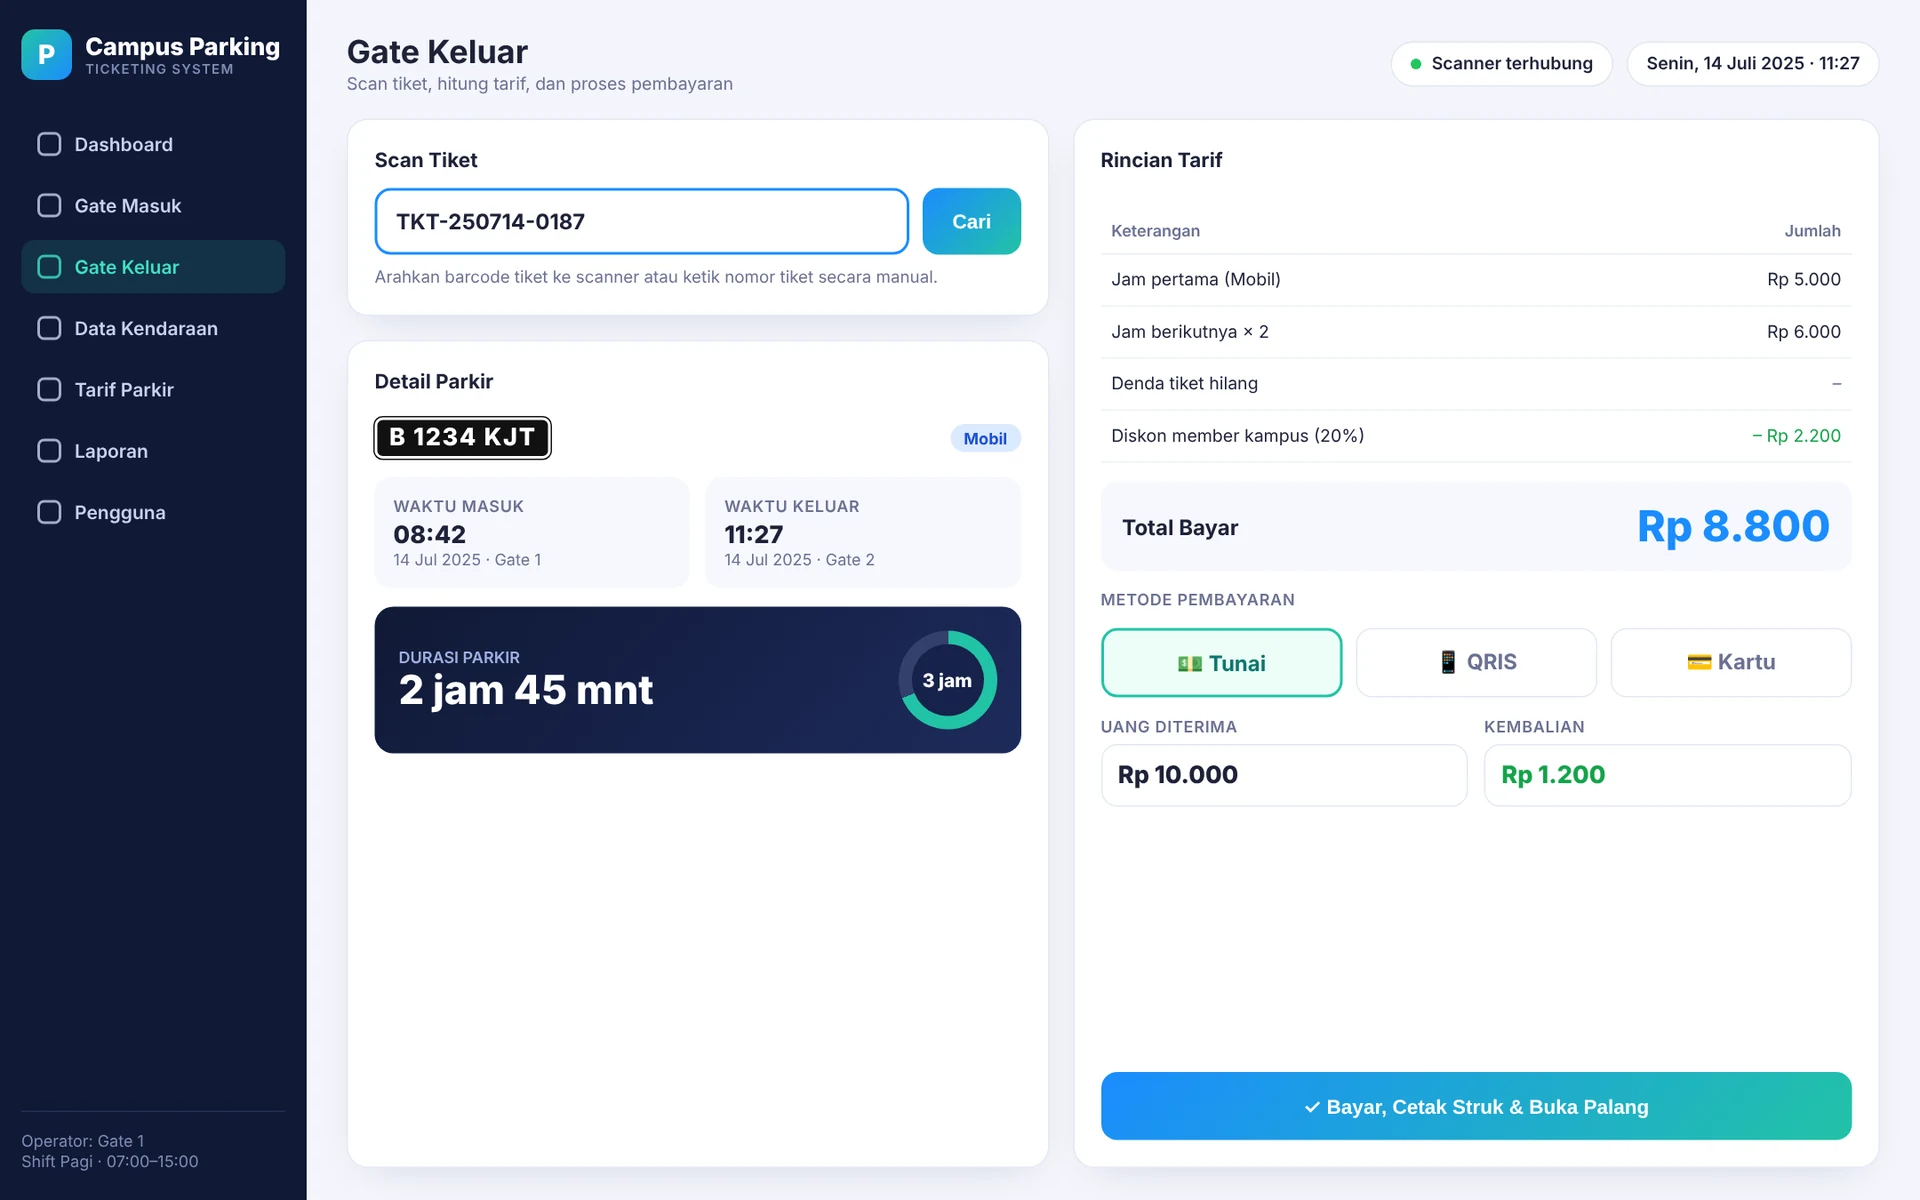 P
Campus Parking
TICKETING SYSTEM
Dashboard
Gate Masuk
Gate Keluar
Data Kendaraan
Tarif Parkir
Laporan
Pengguna
Operator: Gate 1
Shift Pagi · 07:00–15:00
Gate Keluar
Scan tiket, hitung tarif, dan proses pembayaran
Scanner terhubung
Senin, 14 Juli 2025 · 11:27
Scan Tiket
TKT-250714-0187
Cari
Arahkan barcode tiket ke scanner atau ketik nomor tiket secara manual.
Detail Parkir
B 1234 KJT
Mobil
WAKTU MASUK
08:42
14 Jul 2025 · Gate 1
WAKTU KELUAR
11:27
14 Jul 2025 · Gate 2
DURASI PARKIR
2 jam 45 mnt
3 jam
Rincian Tarif
Keterangan Jumlah
Jam pertama (Mobil) Rp 5.000
Jam berikutnya × 2 Rp 6.000
Denda tiket hilang –
Diskon member kampus (20%) – Rp 2.200
Total Bayar Rp 8.800
METODE PEMBAYARAN
💵 Tunai
📱 QRIS
💳 Kartu
UANG DITERIMA
Rp 10.000
KEMBALIAN
Rp 1.200
✓ Bayar, Cetak Struk & Buka Palang